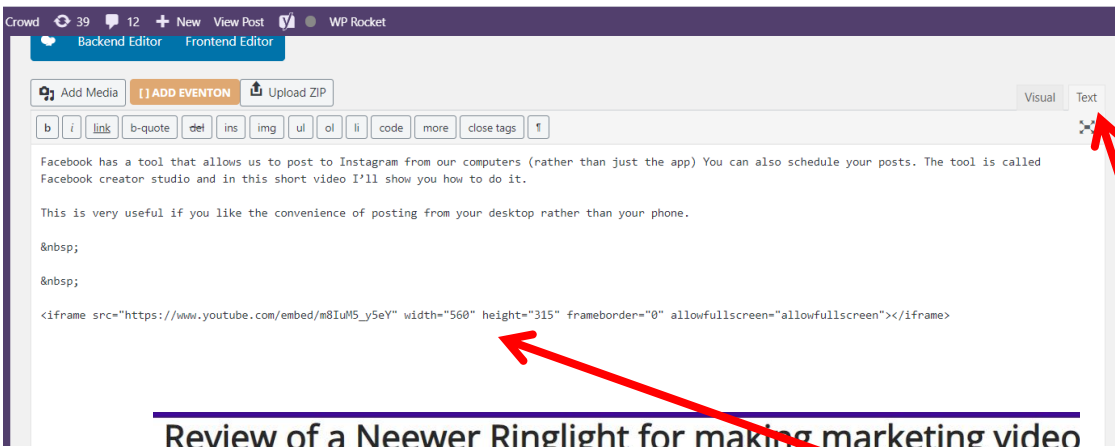 Crowd 39 12 + New View Post WP Rocket
Backend Editor Frontend Editor
Add Media [ ] ADD EVENTON Upload ZIP
Visual Text
b i link b-quote del ins img ul ol li code more close tags ¶
Facebook has a tool that allows us to post to Instagram from our computers (rather than just the app) You can also schedule your posts. The tool is called
Facebook creator studio and in this short video I’ll show you how to do it.
This is very useful if you like the convenience of posting from your desktop rather than your phone.
&nbsp;
&nbsp;
<iframe src="https://www.youtube.com/embed/m8IuM5_y5eY" width="560" height="315" frameborder="0" allowfullscreen="allowfullscreen"></iframe>
Review of a Neewer Ringlight for making marketing video